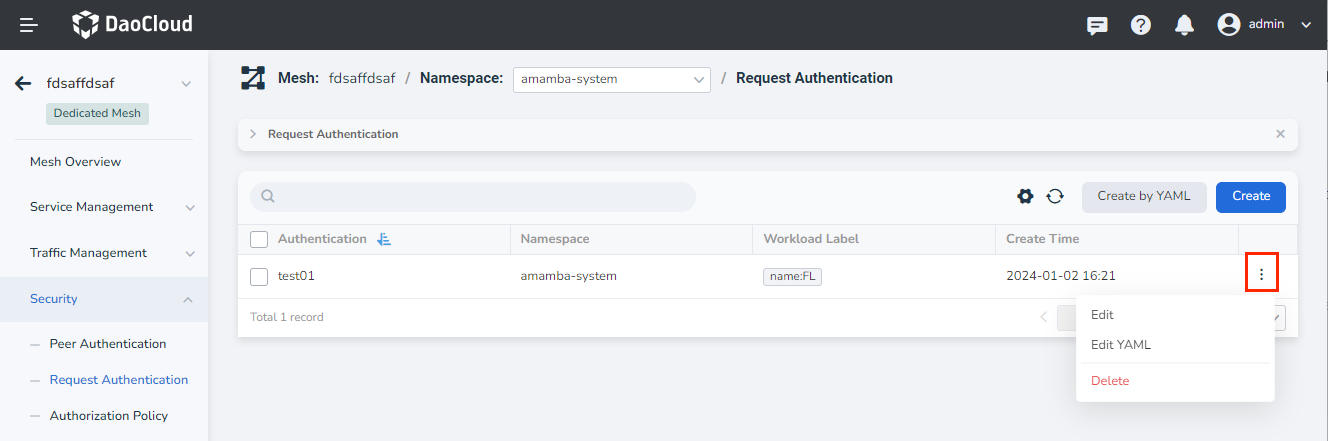 DaoCloud
admin
fdsaffdsaf
Dedicated Mesh
Mesh Overview
Service Management
Traffic Management
Security
Peer Authentication
Request Authentication
Authorization Policy
Mesh: fdsaffdsaf / Namespace: amamba-system / Request Authentication
Request Authentication
Create by YAML Create
Authentication Namespace Workload Label Create Time
test01 amamba-system name:FL 2024-01-02 16:21
Total 1 record
Edit
Edit YAML
Delete